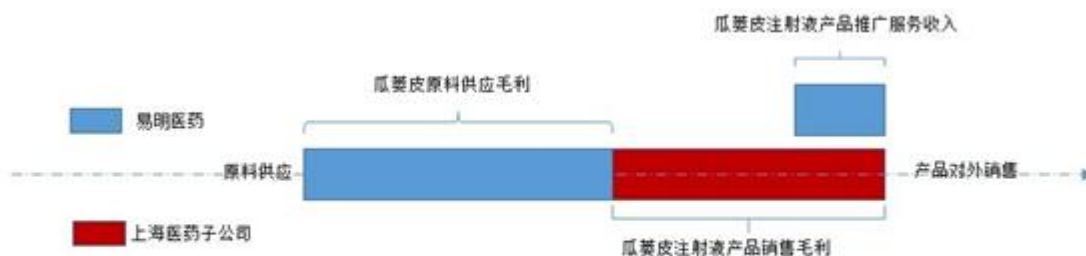 瓜蒌皮注射液产品推广服务收入
瓜蒌皮原料供应毛利
易明医药
原料供应
产品对外销售
上海医药子公司
瓜蒌皮注射液产品销售毛利